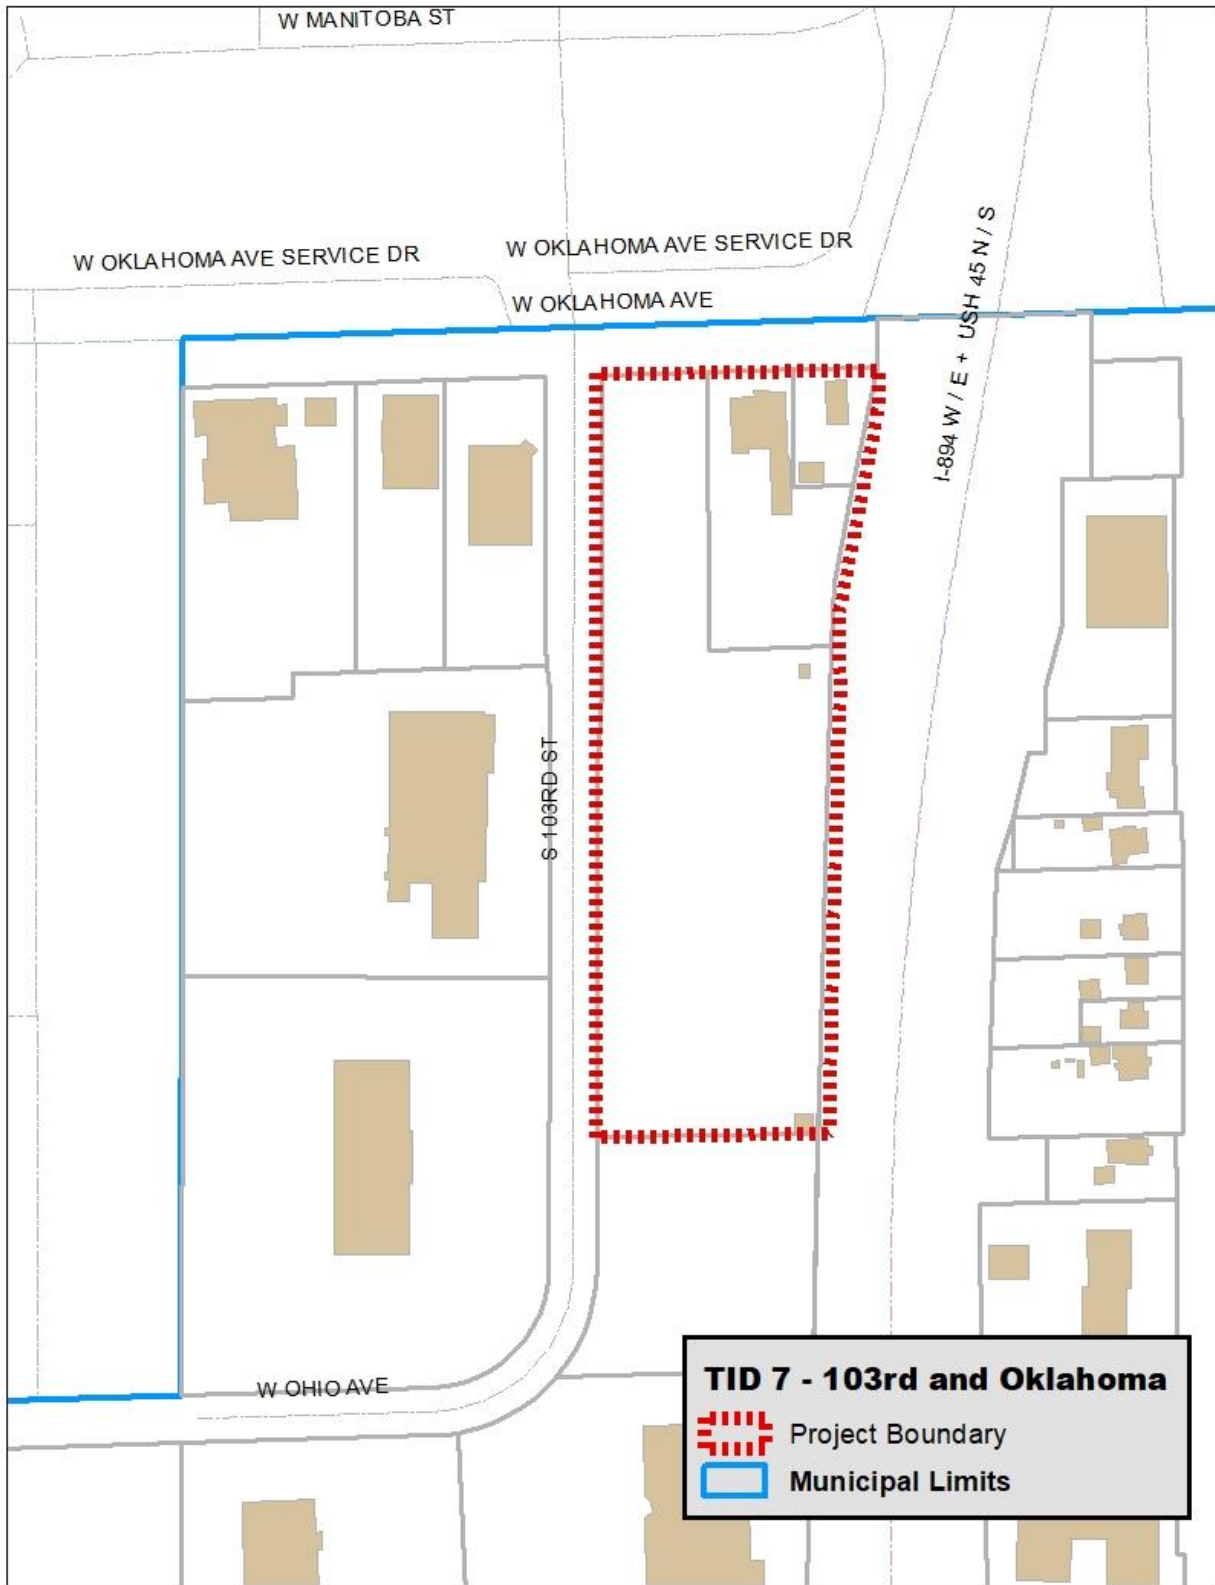 W MANITOBA ST
W OKLAHOMA AVE SERVICE DR
W OKLAHOMA AVE SERVICE DR
W OKLAHOMA AVE
I-894 W / E + USH 45 N / S
S 103RD ST
W OHIO AVE
TID 7 - 103rd and Oklahoma
Project Boundary
Municipal Limits